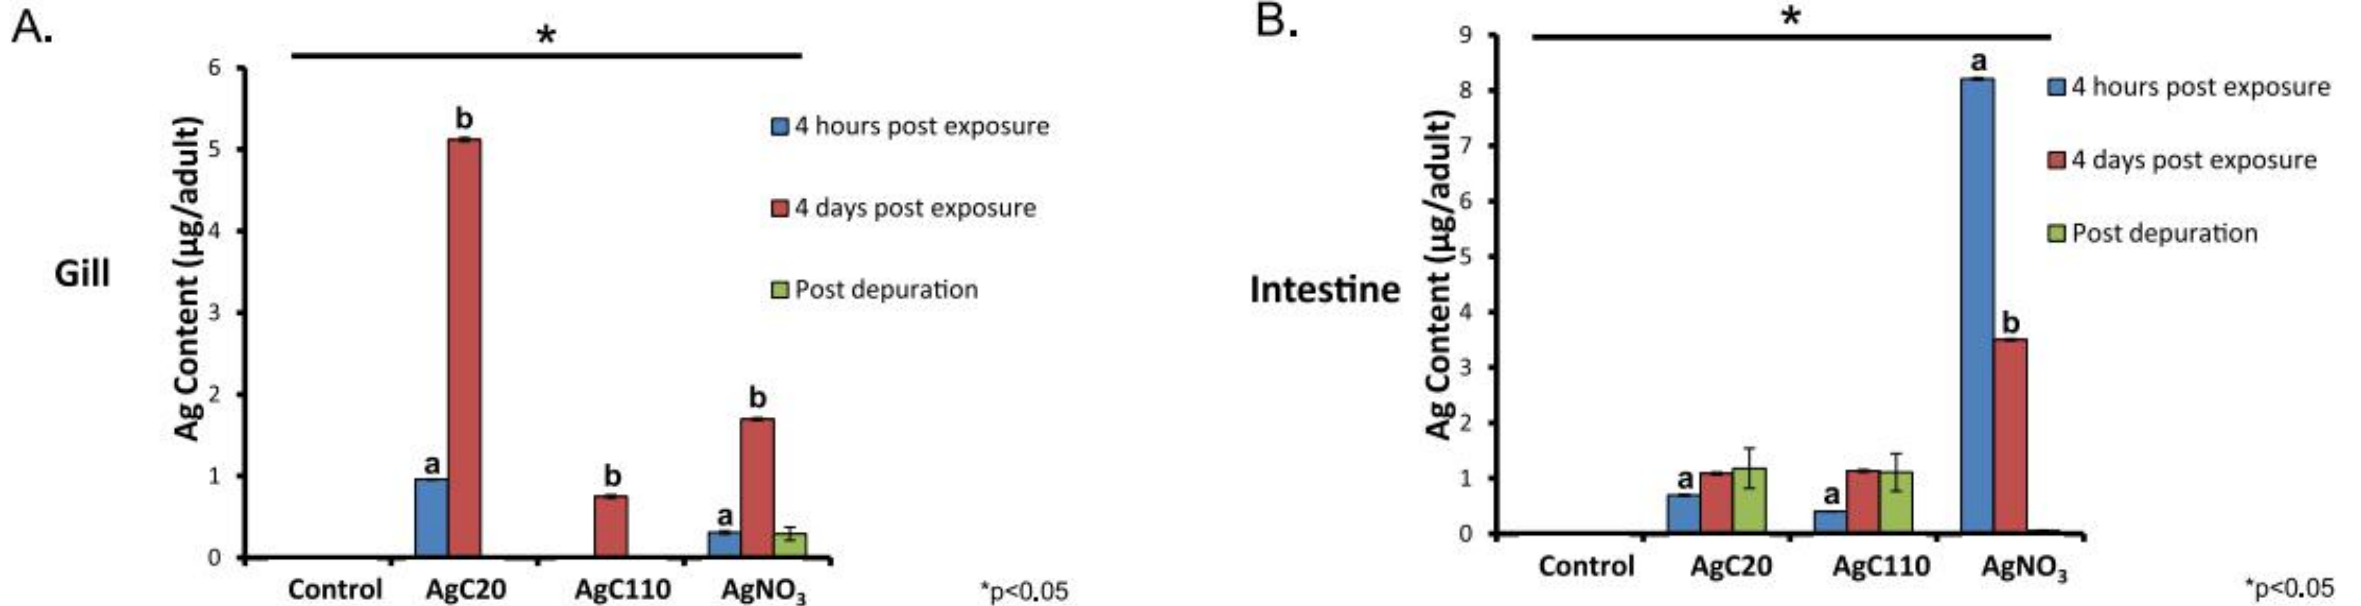 A.
*
6
5
4
3
2
1
0
Ag Content (µg/adult)
Gill
b
a
b
b
a
4 hours post exposure
4 days post exposure
Post depuration
Control
AgC20
AgC110
AgNO₃
*p<0.05
B.
*
9
8
7
6
5
4
3
2
1
0
Ag Content (µg/adult)
Intestine
a
b
a
a
4 hours post exposure
4 days post exposure
Post depuration
Control
AgC20
AgC110
AgNO₃
*p<0.05